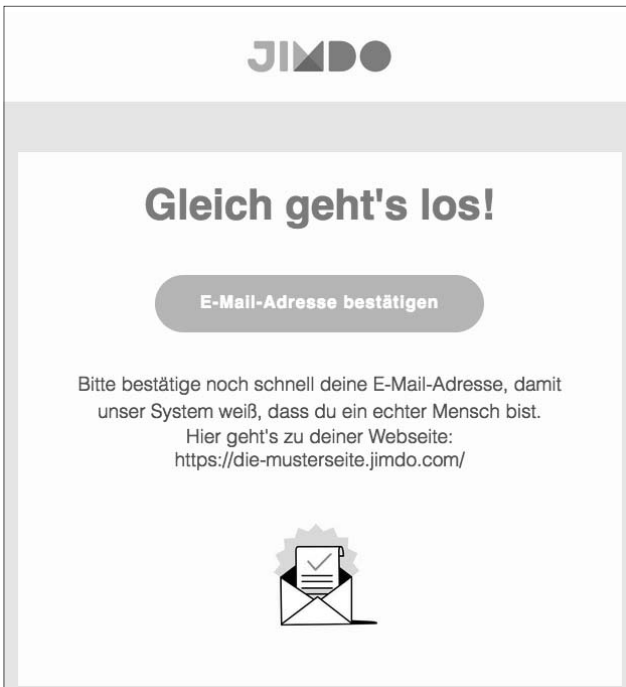 JIMDO
Gleich geht's los!
E-Mail-Adresse bestätigen
Bitte bestätige noch schnell deine E-Mail-Adresse, damit
unser System weiß, dass du ein echter Mensch bist.
Hier geht's zu deiner Webseite:
https://die-musterseite.jimdo.com/